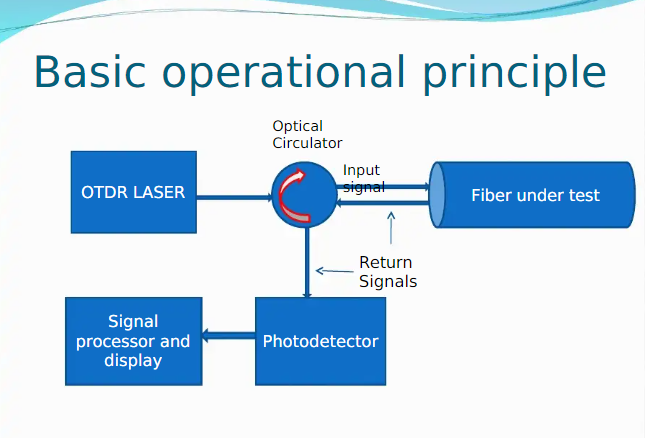 Basic operational principle
Optical
Circulator
Input
signal
OTDR LASER
Fiber under test
Return
Signals
Signal
processor and
display
Photodetector